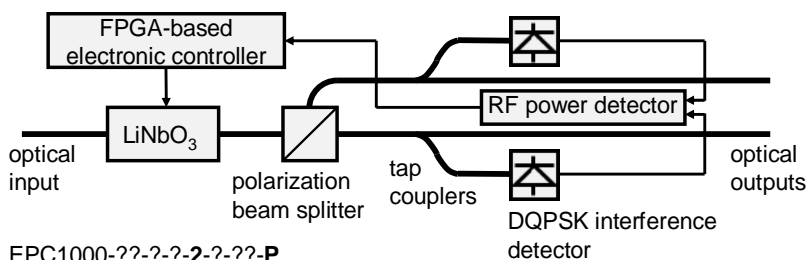 FPGA-based
electronic controller
RF power detector
LiNbO3
optical
input
polarization
beam splitter
tap
couplers
optical
outputs
DQPSK interference
detector
EPC1000-??-?-?-2-?-??-P